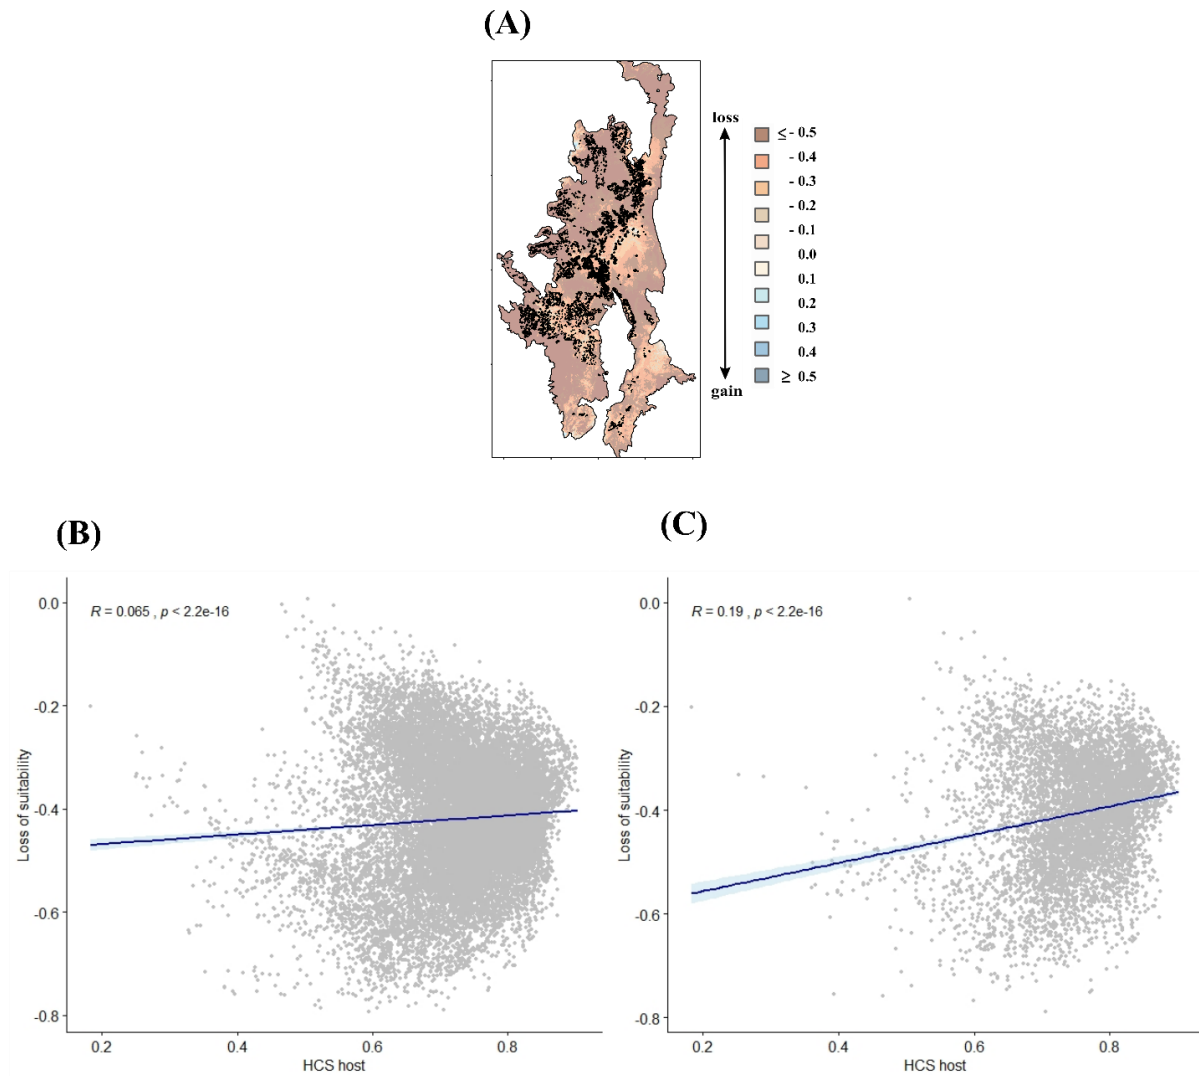 (A)
loss
≤ - 0.5
- 0.4
- 0.3
- 0.2
- 0.1
0.0
0.1
0.2
0.3
0.4
≥ 0.5
gain
(B)
R = 0.065 , p < 2.2e-16
0.0
-0.2
-0.4
-0.6
-0.8
Loss of suitability
0.2 0.4 0.6 0.8
HCS host
(C)
R = 0.19 , p < 2.2e-16
0.0
-0.2
-0.4
-0.6
-0.8
Loss of suitability
0.2 0.4 0.6 0.8
HCS host